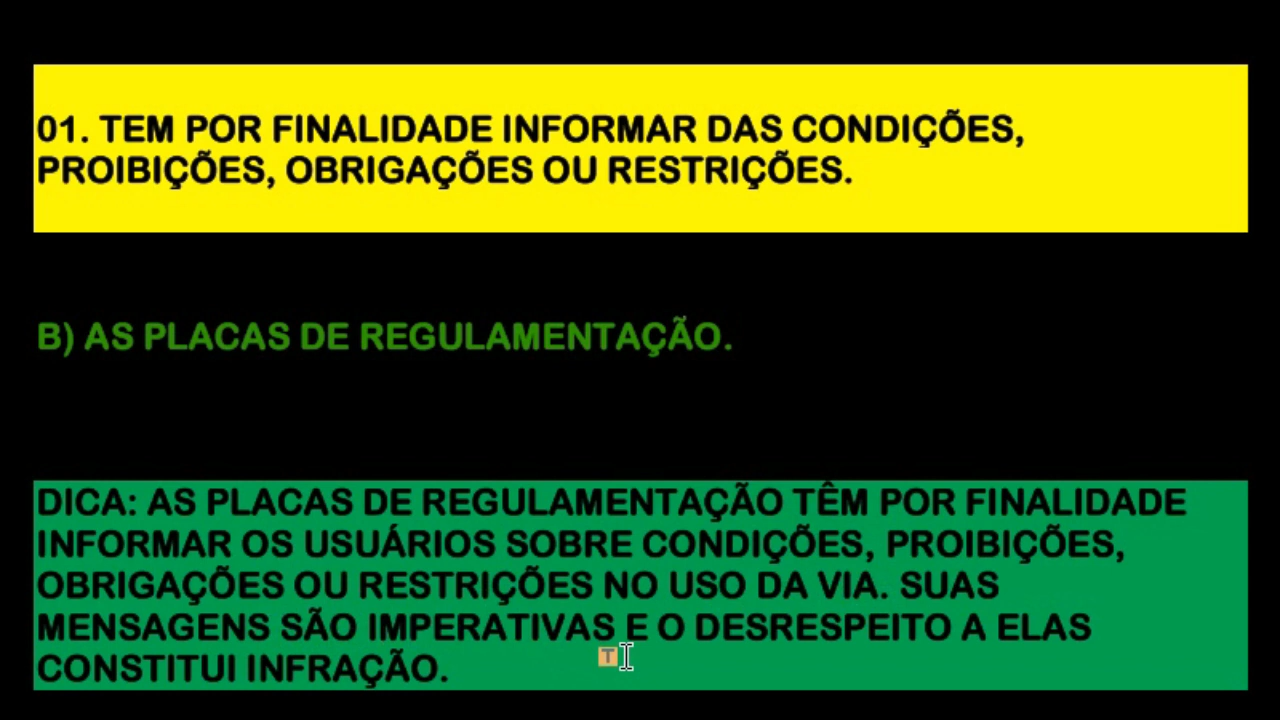 01. TEM POR FINALIDADE INFORMAR DAS CONDIÇÕES,
PROIBIÇÕES, OBRIGAÇÕES OU RESTRIÇÕES.
B) AS PLACAS DE REGULAMENTAÇÃO.
DICA: AS PLACAS DE REGULAMENTAÇÃO TÊM POR FINALIDADE
INFORMAR OS USUÁRIOS SOBRE CONDIÇÕES, PROIBIÇÕES,
OBRIGAÇÕES OU RESTRIÇÕES NO USO DA VIA. SUAS
MENSAGENS SÃO IMPERATIVAS E O DESRESPEITO A ELAS
CONSTITUI INFRAÇÃO.
T